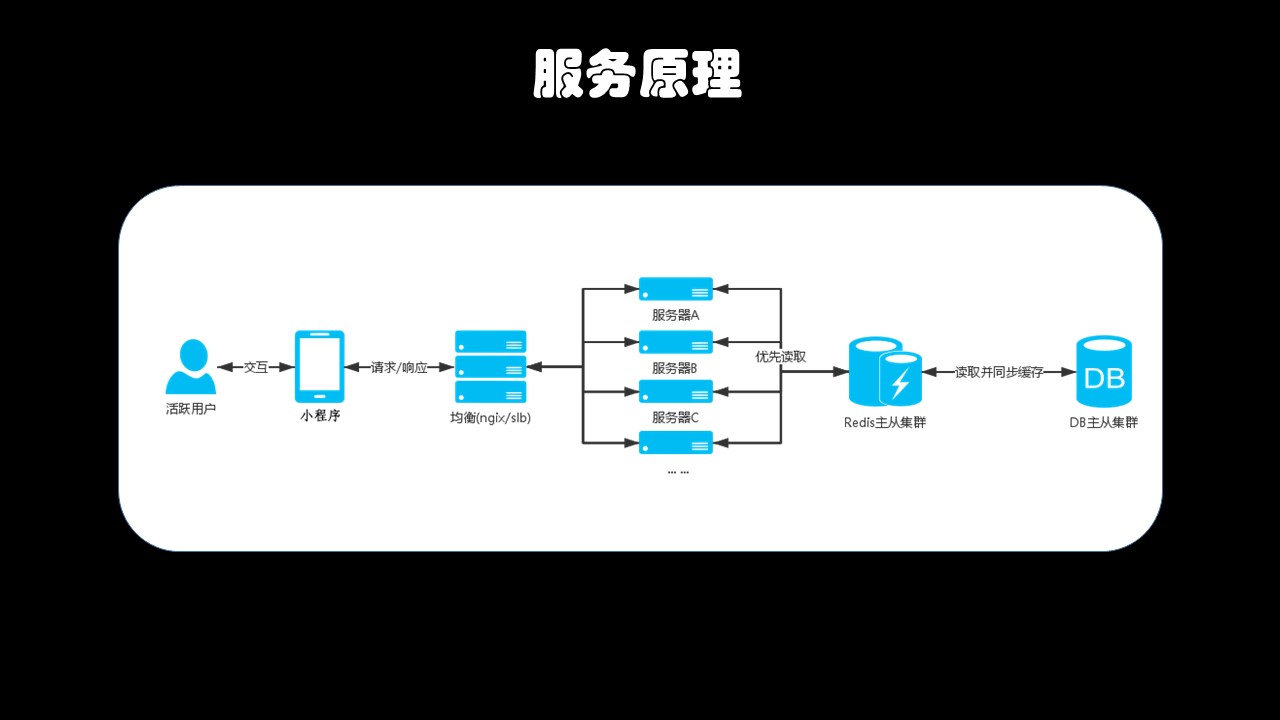 服务原理
活跃用户
交互
小程序
请求/响应
均衡(ngix/slb)
服务器A
服务器B
服务器C
... ...
优先读取
Redis主从集群
读取并同步缓存
DB
DB主从集群